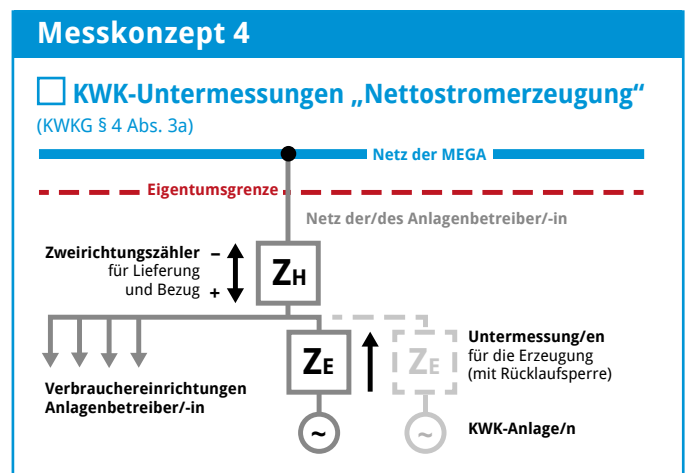 Messkonzept 4
KWK-Untermessungen „Nettostromerzeugung“
(KWKG § 4 Abs. 3a)
Netz der MEGA
Eigentumsgrenze
Netz der/des Anlagenbetreiber/-in
Zweirichtungszähler –
für Lieferung
und Bezug +
ZH
ZE
ZE
Untermessung/en
für die Erzeugung
(mit Rücklaufsperre)
Verbrauchereinrichtungen
Anlagenbetreiber/-in
~
~
KWK-Anlage/n